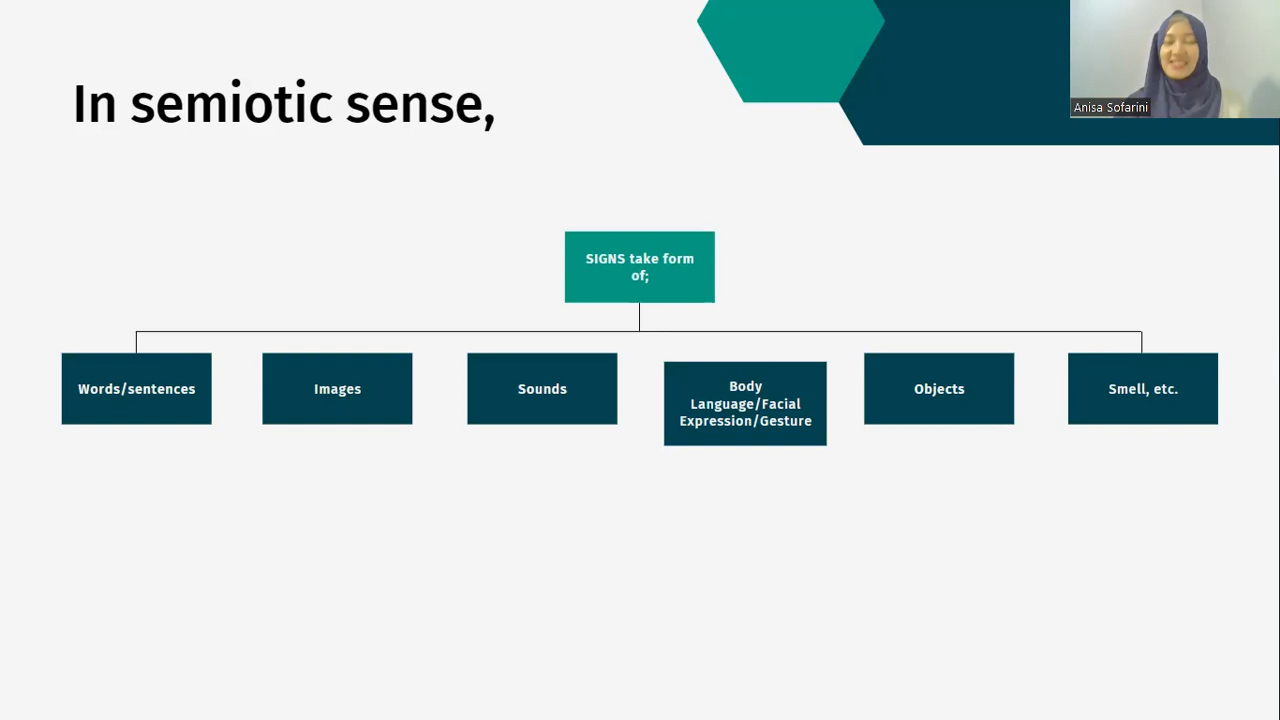 In semiotic sense,
Anisa Sofarini
SIGNS take form
of;
Words/sentences
Images
Sounds
Body
Language/Facial
Expression/Gesture
Objects
Smell, etc.